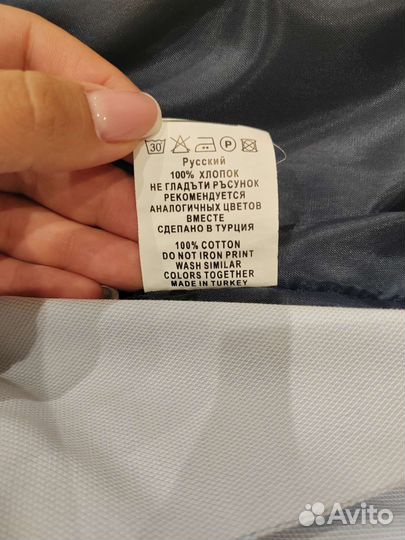 30
P
Русский
100% ХЛОПОК
НЕ ГЛАДЪТИ РЪСУНОК
РЕКОМЕНДУЕТСЯ
АНАЛОГИЧНЫХ ЦВЕТОВ
ВМЕСТЕ
СДЕЛАНО В ТУРЦИЯ
100% COTTON
DO NOT IRON PRINT
WASH SIMILAR
COLORS TOGETHER
MADE IN TURKEY
Avito